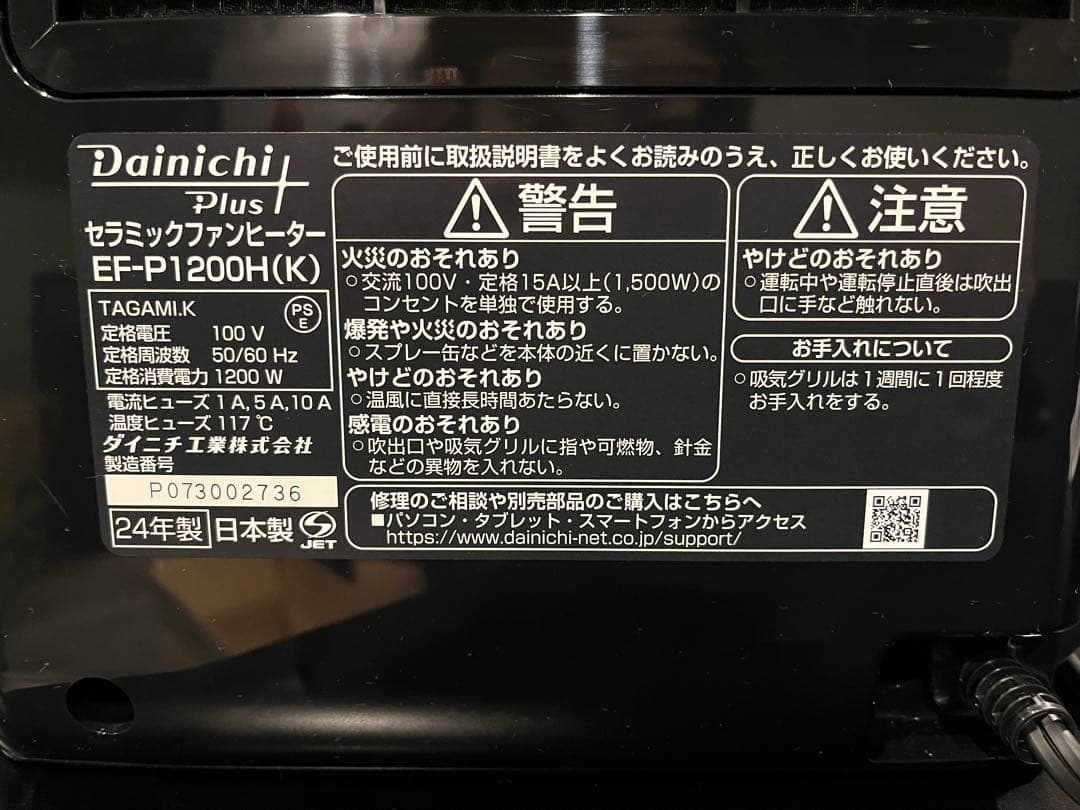 Dainichi
Plus
セラミックファンヒーター
EF-P1200H(K)
TAGAMI.K
PS
E
定格電圧 100 V
定格周波数 50/60 Hz
定格消費電力 1200 W
電流ヒューズ 1 A, 5 A, 10 A
温度ヒューズ 117 ℃
ダイニチ工業株式会社
製造番号
P073002736
24年製 日本製 JET
ご使用前に取扱説明書をよくお読みのうえ、正しくお使いください。
警告
火災のおそれあり
○交流100V・定格15A以上(1,500W)の
コンセントを単独で使用する。
爆発や火災のおそれあり
○スプレー缶などを本体の近くに置かない。
やけどのおそれあり
○温風に直接長時間あたらない。
感電のおそれあり
○吹出口や吸気グリルに指や可燃物、針金
などの異物を入れない。
注意
やけどのおそれあり
○運転中や運転停止直後は吹出
口に手など触れない。
お手入れについて
○吸気グリルは1週間に1回程度
お手入れをする。
修理のご相談や別売部品のご購入はこちらへ
■パソコン・タブレット・スマートフォンからアクセス
https://www.dainichi-net.co.jp/support/